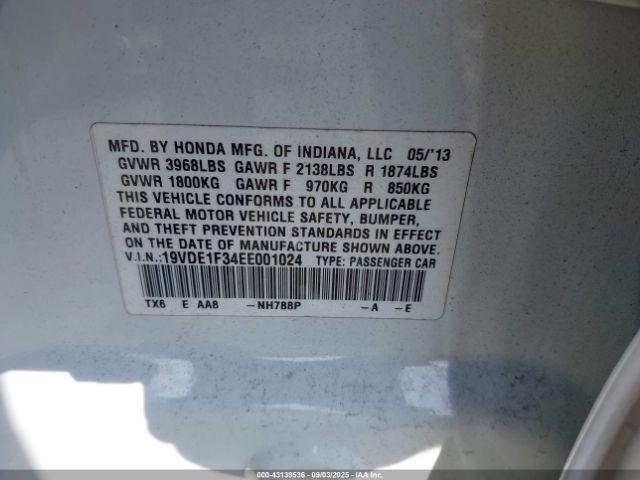 MFD. BY HONDA MFG. OF INDIANA, LLC 05/'13
GVWR 3968LBS GAWR F 2138LBS R 1874LBS
GVWR 1800KG GAWR F 970KG R 850KG
THIS VEHICLE CONFORMS TO ALL APPLICABLE
FEDERAL MOTOR VEHICLE SAFETY, BUMPER,
AND THEFT PREVENTION STANDARDS IN EFFECT
ON THE DATE OF MANUFACTURE SHOWN ABOVE.
V.I.N.:19VDE1F34EE001024 TYPE: PASSENGER CAR
TX6 E AA8 -NH788P -A -E
000-43139536 - 09/03/2025 - IAA.com